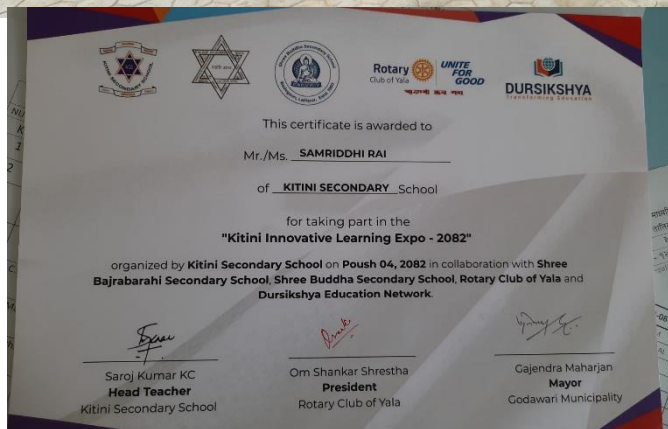 Rotary
Club of Yala
UNITE
FOR
GOOD
DURSIKSHYA
Transforming Education
This certificate is awarded to
Mr./Ms. SAMRIDDHI RAI
of KITINI SECONDARY School
for taking part in the
"Kitini Innovative Learning Expo - 2082"
organized by Kitini Secondary School on Poush 04, 2082 in collaboration with Shree
Bajrabarahi Secondary School, Shree Buddha Secondary School, Rotary Club of Yala and
Dursikshya Education Network.
Saroj Kumar KC
Head Teacher
Kitini Secondary School
Om Shankar Shrestha
President
Rotary Club of Yala
Gajendra Maharjan
Mayor
Godawari Municipality